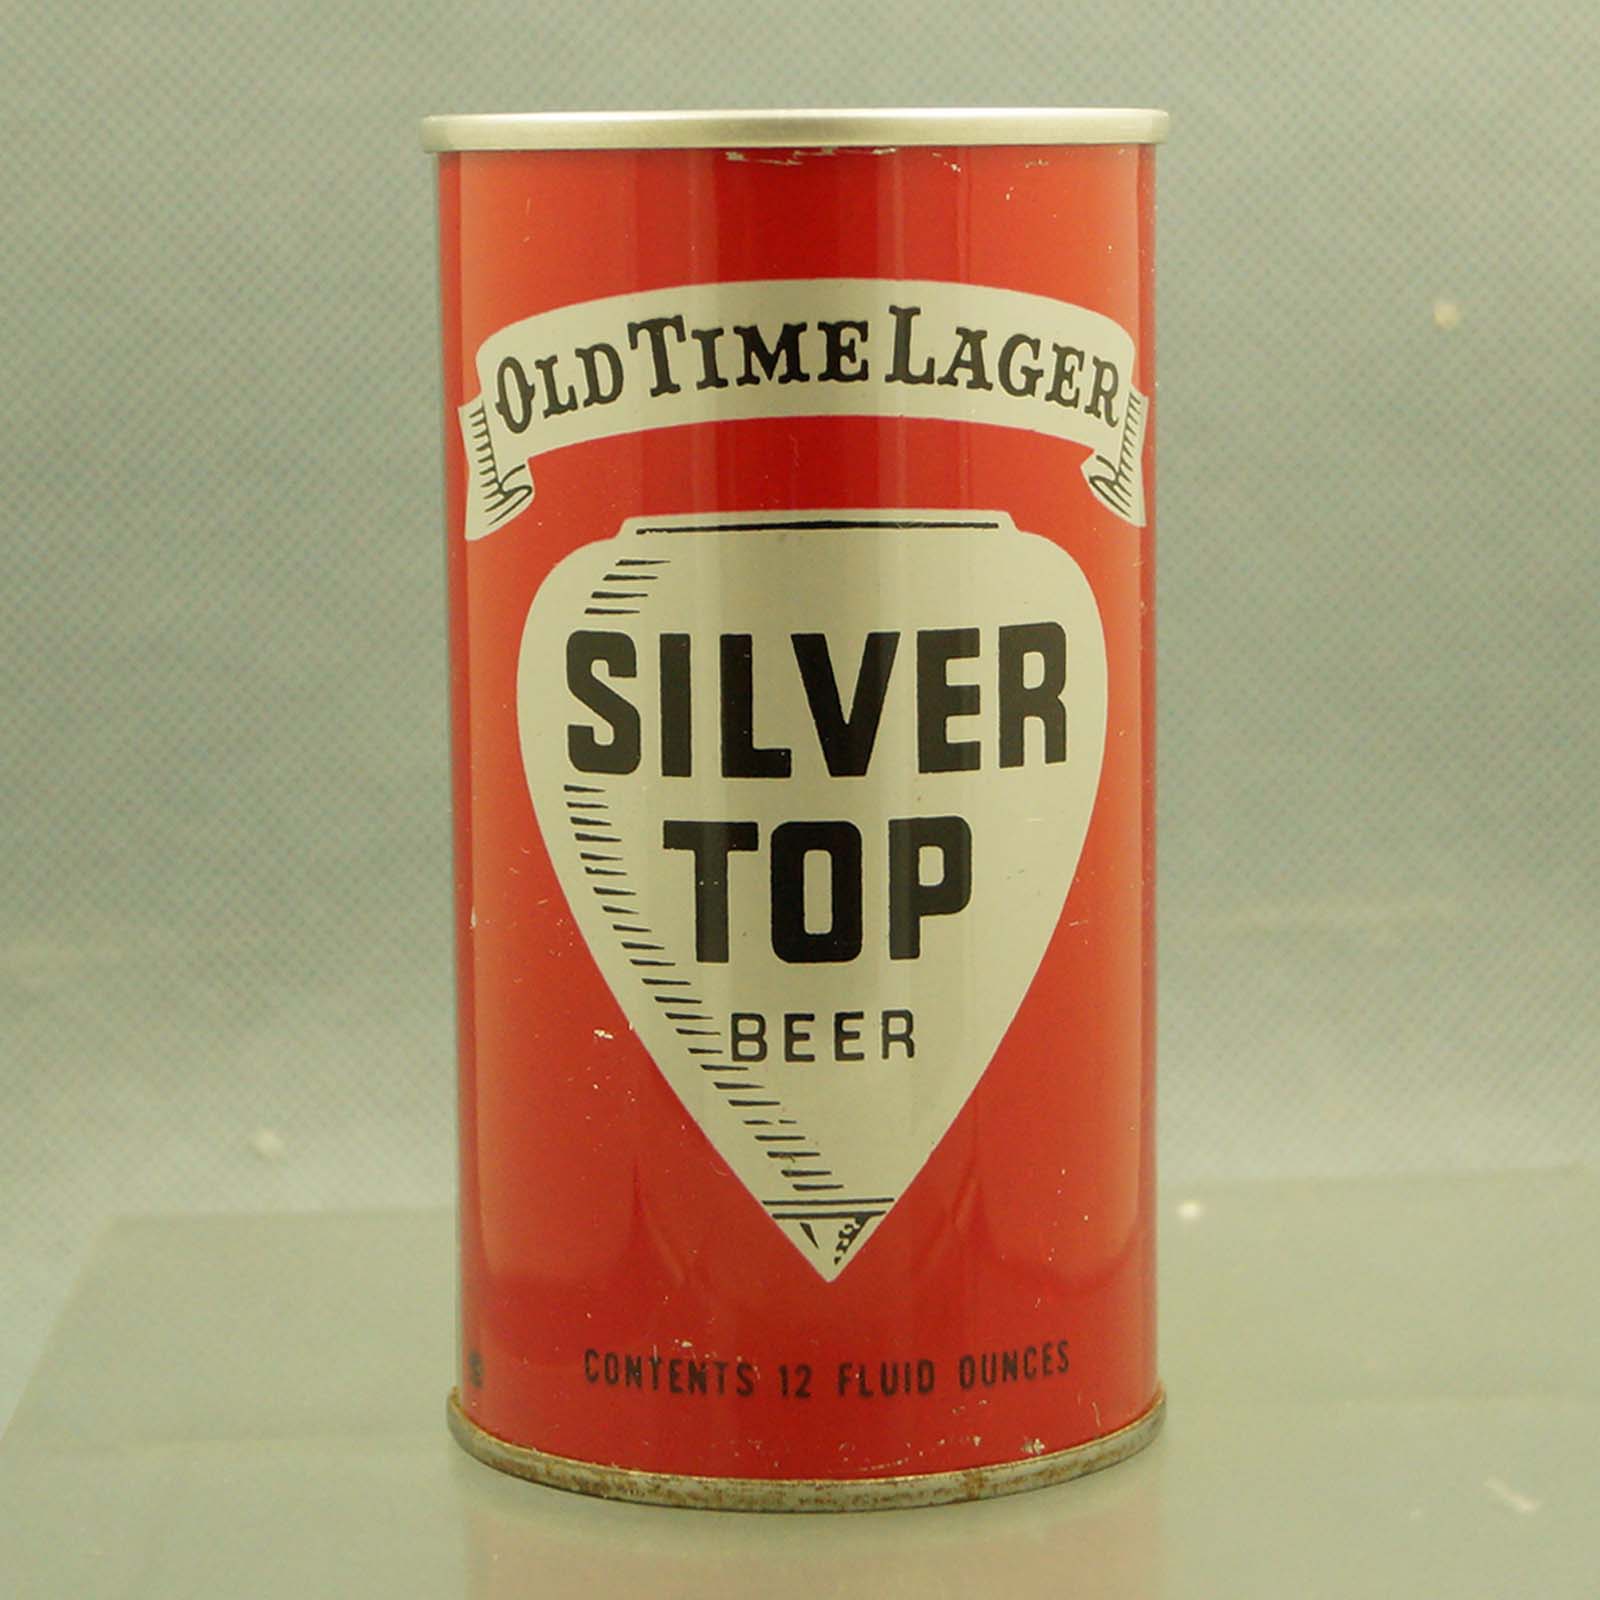 OLD TIME LAGER
SILVER
TOP
BEER
CONTENTS 12 FLUID OUNCES